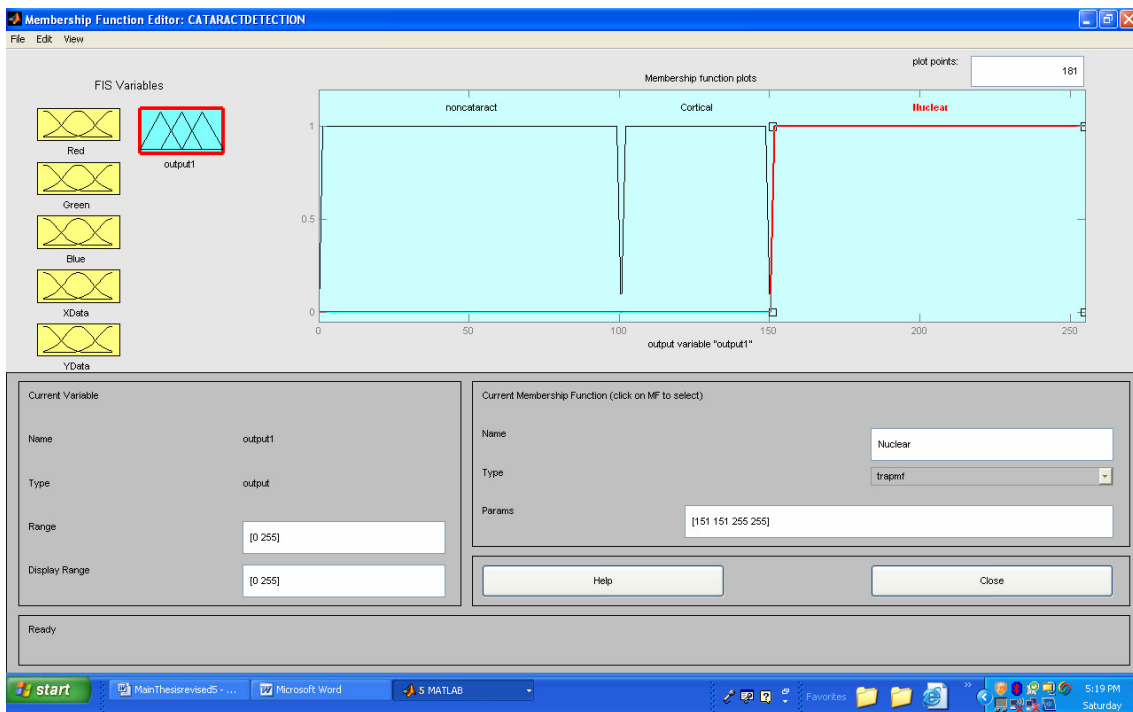 Membership Function Editor: CATARACTDETECTION
File Edit View
FIS Variables
Red
Green
Blue
XData
YData
output1
plot points:
181
Membership function plots
noncataract Cortical Nuclear
1
0.5
0
0 50 100 150 200 250
output variable "output1"
Current Variable
Name output1
Type output
Range [0 255]
Display Range [0 255]
Current Membership Function (click on MF to select)
Name Nuclear
Type trapmf
Params [151 151 255 255]
Help Close
Ready
start MainThesisrevised5 - ... Microsoft Word 5 MATLAB Favorites 5:19 PM
Saturday